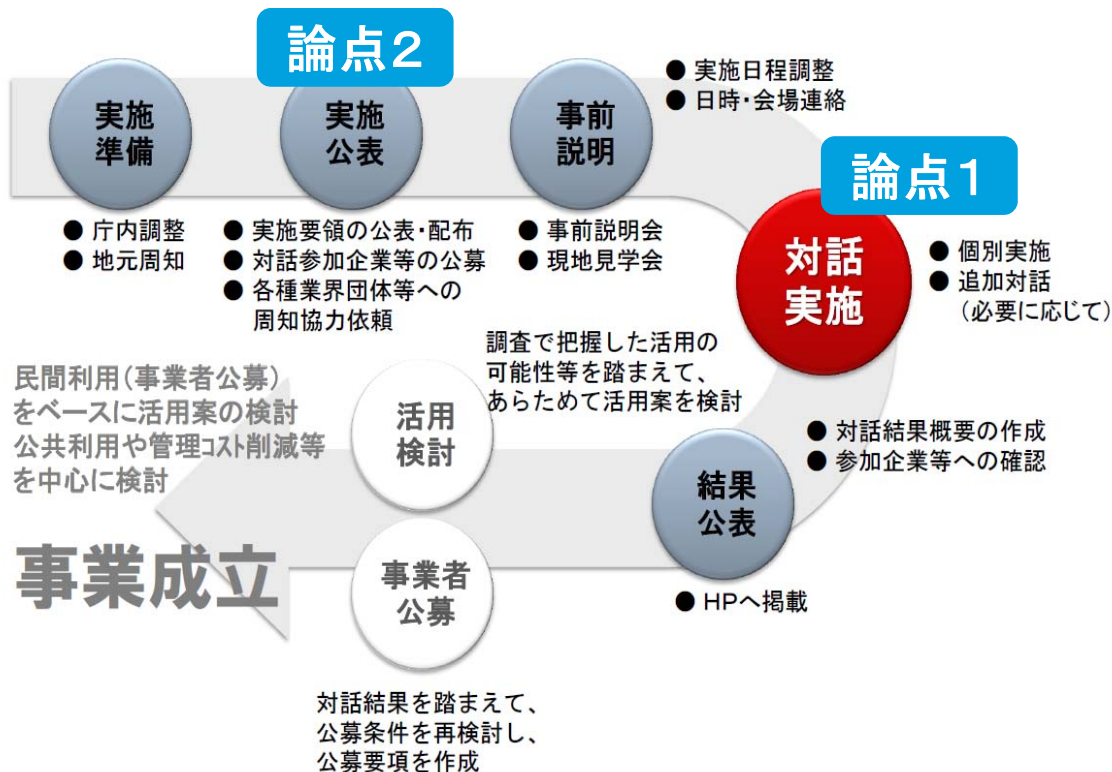 論点2
実施
準備
実施
公表
事前
説明
● 実施日程調整
● 日時・会場連絡
論点1
● 庁内調整
● 地元周知
● 実施要領の公表・配布
● 対話参加企業等の公募
● 各種業界団体等への
周知協力依頼
● 事前説明会
● 現地見学会
対話
実施
● 個別実施
● 追加対話
(必要に応じて)
調査で把握した活用の
可能性等を踏まえて、
あらためて活用案を検討
民間利用(事業者公募)
をベースに活用案の検討
公共利用や管理コスト削減等
を中心に検討
活用
検討
● 対話結果概要の作成
● 参加企業等への確認
結果
公表
● HPへ掲載
事業成立
事業者
公募
対話結果を踏まえて、
公募条件を再検討し、
公募要項を作成